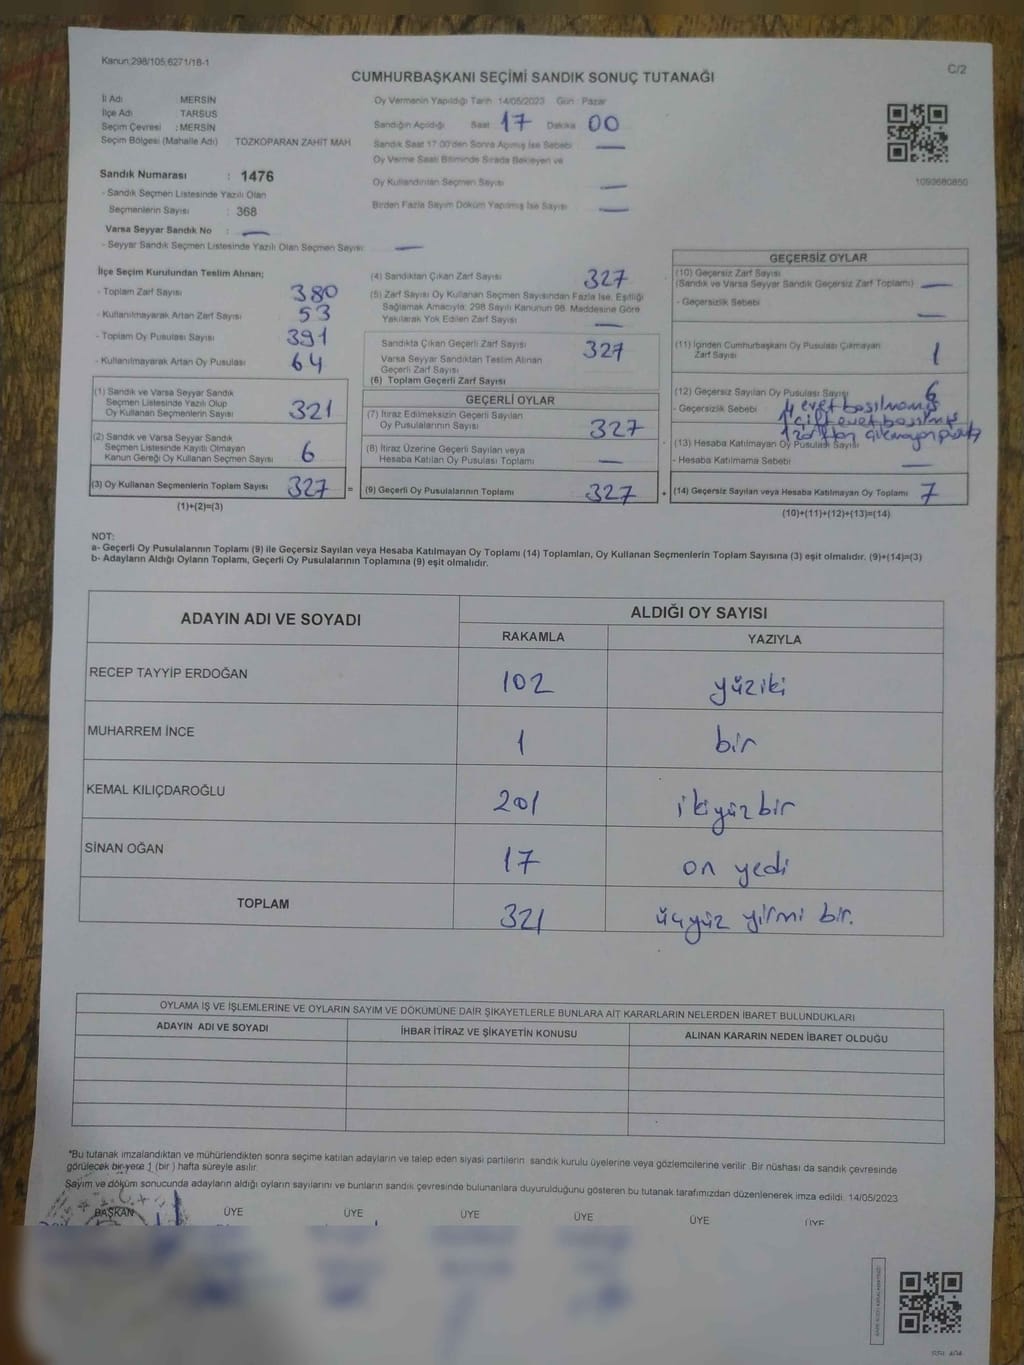 Kanun:298/105,6271/18-1
C/2
CUMHURBAŞKANI SEÇİMİ SANDIK SONUÇ TUTANAĞI
İl Adı MERSİN
İlçe Adı TARSUS
Seçim Çevresi : MERSİN
Seçim Bölgesi (Mahalle Adı) TOZKOPARAN ZAHİT MAH
Oy Vermenin Yapıldığı Tarih 14/05/2023 Gün Pazar
Sandığın Açıldığı Saat 17 Dakika 00
Sandık Saat 17.00'den Sonra Açılmış İse Sebebi —
Oy Verme Saati Bitiminde Sırada Bekleyen ve
Oy Kullandırılan Seçmen Sayısı —
Birden Fazla Sayım Döküm Yapılmış İse Sayısı —
1093680850
Sandık Numarası : 1476
- Sandık Seçmen Listesinde Yazılı Olan
Seçmenlerin Sayısı : 368
Varsa Seyyar Sandık No : —
- Seyyar Sandık Seçmen Listesinde Yazılı Olan Seçmen Sayısı —
İlçe Seçim Kurulundan Teslim Alınan;
- Toplam Zarf Sayısı 380
- Kullanılmayarak Artan Zarf Sayısı 53
- Toplam Oy Pusulası Sayısı 391
- Kullanılmayarak Artan Oy Pusulası 64
(1) Sandık ve Varsa Seyyar Sandık
Seçmen Listesinde Yazılı Olup
Oy Kullanan Seçmenlerin Sayısı 321
(2) Sandık ve Varsa Seyyar Sandık
Seçmen Listesinde Kayıtlı Olmayan
Kanun Gereği Oy Kullanan Seçmen Sayısı 6
(3) Oy Kullanan Seçmenlerin Toplam Sayısı 327 =
(1)+(2)=(3)
(4) Sandıktan Çıkan Zarf Sayısı 327
(5) Zarf Sayısı Oy Kullanan Seçmen Sayısından Fazla İse, Eşitliği
Sağlamak Amacıyla; 298 Sayılı Kanunun 98. Maddesine Göre
Yakılarak Yok Edilen Zarf Sayısı —
Sandıkta Çıkan Geçerli Zarf Sayısı 327
Varsa Seyyar Sandıktan Teslim Alınan
Geçerli Zarf Sayısı
(6) Toplam Geçerli Zarf Sayısı
GEÇERLİ OYLAR
(7) İtiraz Edilmeksizin Geçerli Sayılan
Oy Pusulalarının Sayısı 327
(8) İtiraz Üzerine Geçerli Sayılan veya
Hesaba Katılan Oy Pusulası Toplamı —
(9) Geçerli Oy Pusulalarının Toplamı 327 +
GEÇERSİZ OYLAR
(10) Geçersiz Zarf Sayısı
(Sandık ve Varsa Seyyar Sandık Geçersiz Zarf Toplamı) —
- Geçersizlik Sebebi —
(11) İçinden Cumhurbaşkanı Oy Pusulası Çıkmayan
Zarf Sayısı 1
(12) Geçersiz Sayılan Oy Pusulası Sayısı 6
- Geçersizlik Sebebi 4 evet basılmamış
1 çift evet basılmış
1 zarftan çıkmayan
(13) Hesaba Katılmayan Oy Pusulası Sayısı
- Hesaba Katılmama Sebebi —
(14) Geçersiz Sayılan veya Hesaba Katılmayan Oy Toplamı 7
(10)+(11)+(12)+(13)=(14)
NOT:
a- Geçerli Oy Pusulalarının Toplamı (9) ile Geçersiz Sayılan veya Hesaba Katılmayan Oy Toplamı (14) Toplamları, Oy Kullanan Seçmenlerin Toplam Sayısına (3) eşit olmalıdır. (9)+(14)=(3)
b- Adayların Aldığı Oyların Toplamı, Geçerli Oy Pusulalarının Toplamına (9) eşit olmalıdır.
ADAYIN ADI VE SOYADI ALDIĞI OY SAYISI
RAKAMLA YAZIYLA
RECEP TAYYİP ERDOĞAN 102 yüziki
MUHARREM İNCE 1 bir
KEMAL KILIÇDAROĞLU 201 ikiyüz bir
SİNAN OĞAN 17 on yedi
TOPLAM 321 üçyüz yirmi bir.
OYLAMA İŞ VE İŞLEMLERİNE VE OYLARIN SAYIM VE DÖKÜMÜNE DAİR ŞİKAYETLERLE BUNLARA AİT KARARLARIN NELERDEN İBARET BULUNDUKLARI
ADAYIN ADI VE SOYADI İHBAR İTİRAZ VE ŞİKAYETİN KONUSU ALINAN KARARIN NEDEN İBARET OLDUĞU
*Bu tutanak imzalandıktan ve mühürlendikten sonra seçime katılan adayların ve talep eden siyasi partilerin sandık kurulu üyelerine veya gözlemcilerine verilir. Bir nüshası da sandık çevresinde
görülecek bir yere 1 (bir) hafta süreyle asılır.
Sayım ve döküm sonucunda adayların aldığı oyların sayılarını ve bunların sandık çevresinde bulunanlara duyurulduğunu gösteren bu tutanak tarafımızdan düzenlenerek imza edildi. 14/05/2023
BAŞKAN ÜYE ÜYE ÜYE ÜYE ÜYE ÜYE